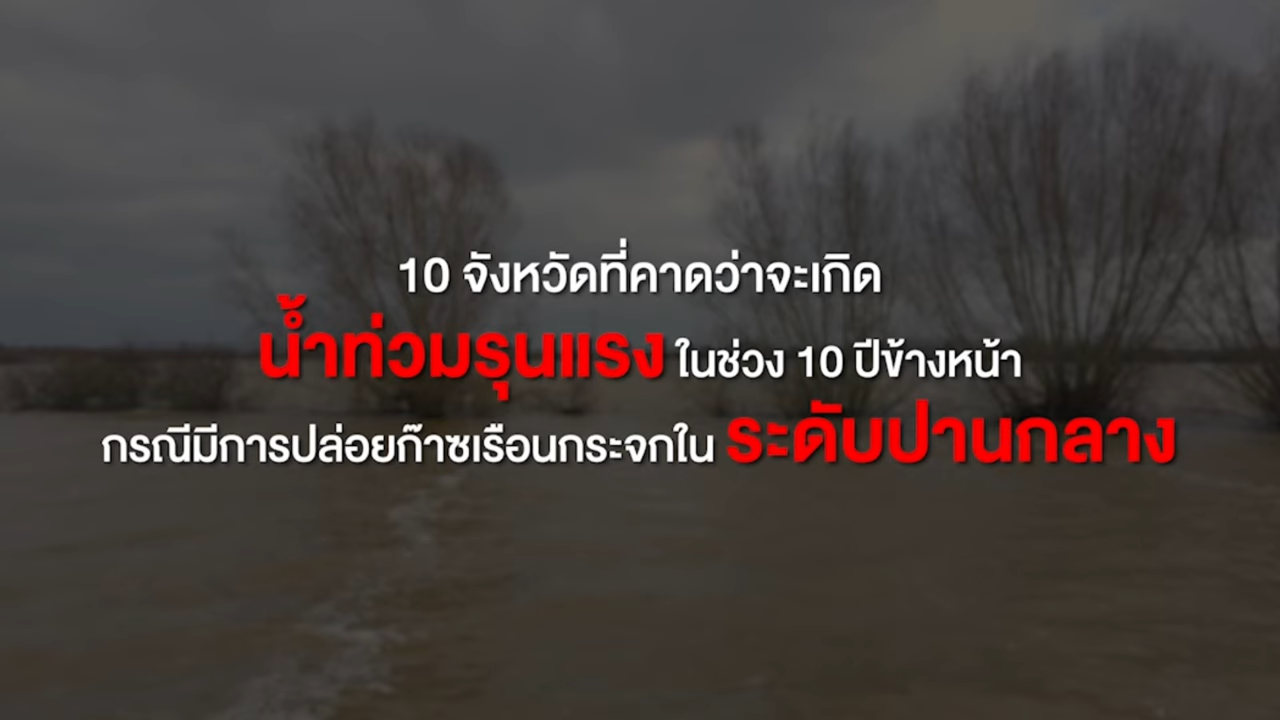 10 จังหวัดที่คาดว่าจะเกิด
น้ำท่วมรุนแรง ในช่วง 10 ปีข้างหน้า
กรณีมีการปล่อยก๊าซเรือนกระจกใน ระดับปานกลาง